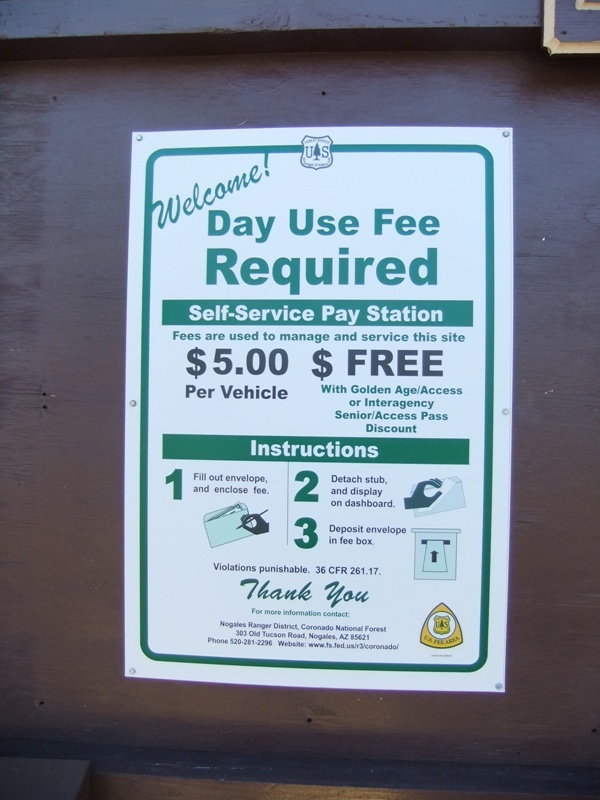 Welcome!
US
Day Use Fee
Required
Self-Service Pay Station
Fees are used to manage and service this site
$5.00 $ FREE
Per Vehicle
With Golden Age/Access
or Interagency
Senior/Access Pass
Discount
Instructions
1 Fill out envelope,
and enclose fee.
2 Detach stub,
and display
on dashboard.
3 Deposit envelope
in fee box.
Violations punishable. 36 CFR 261.17.
Thank You
For more information contact:
Nogales Ranger District, Coronado National Forest
303 Old Tucson Road, Nogales, AZ 85621
Phone 520-281-2296 Website: www.fs.fed.us/r3/coronado/
U.S. FEE AREA